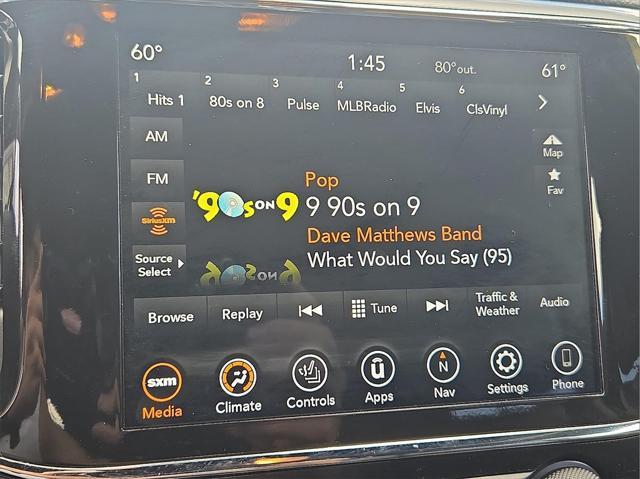 60°
1:45
80°out.
61°
1 2 3 4 5 6
Hits 1 80s on 8 Pulse MLBRadio Elvis ClsVinyl
AM
Map
FM
Fav
SiriusXM
'90s ON 9
Pop
9 90s on 9
Dave Matthews Band
What Would You Say (95)
Source
Select
Browse Replay Tune
Traffic &
Weather
Audio
sxm
Media
Climate
Controls
Apps
N
Nav
Settings
Phone